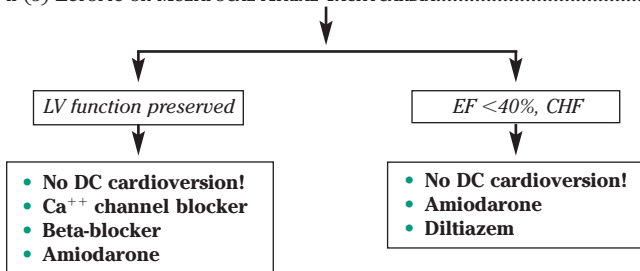 LV function preserved
EF <40%, CHF
• No DC cardioversion!
• Ca++ channel blocker
• Beta-blocker
• Amiodarone
• No DC cardioversion!
• Amiodarone
• Diltiazem